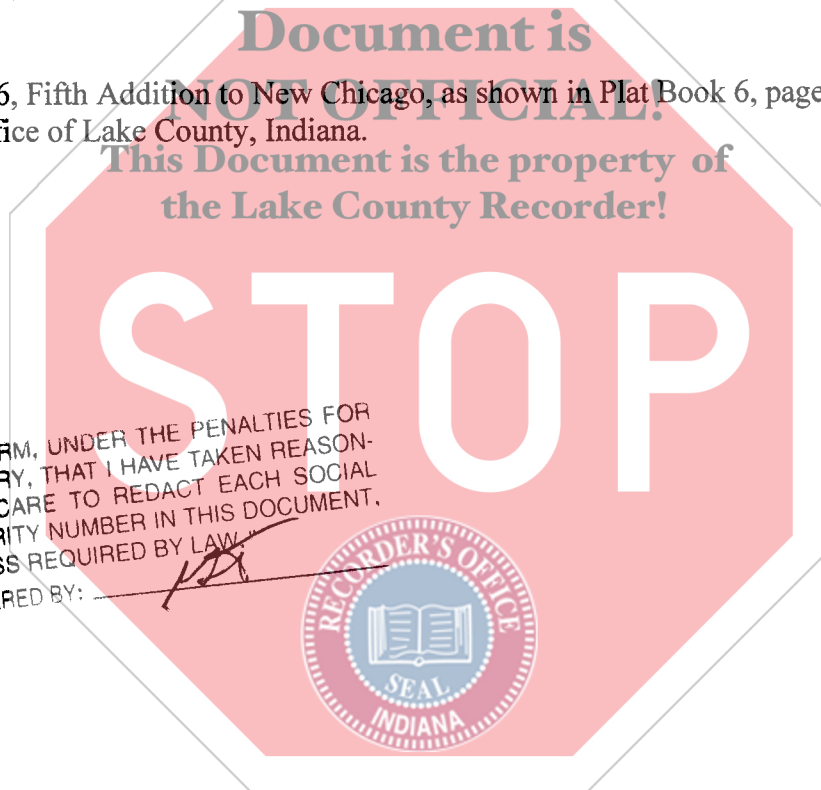 Document is
6, Fifth Addition to New Chicago, as shown in Plat Book 6, page
NOT OFFICIAL!
fice of Lake County, Indiana.
This Document is the property of
the Lake County Recorder!
STOP
RM, UNDER THE PENALTIES FOR
RY, THAT I HAVE TAKEN REASON-
CARE TO REDACT EACH SOCIAL
RITY NUMBER IN THIS DOCUMENT,
SS REQUIRED BY LAW."
RED BY:
RECORDER'S OFFICE
SEAL
INDIANA